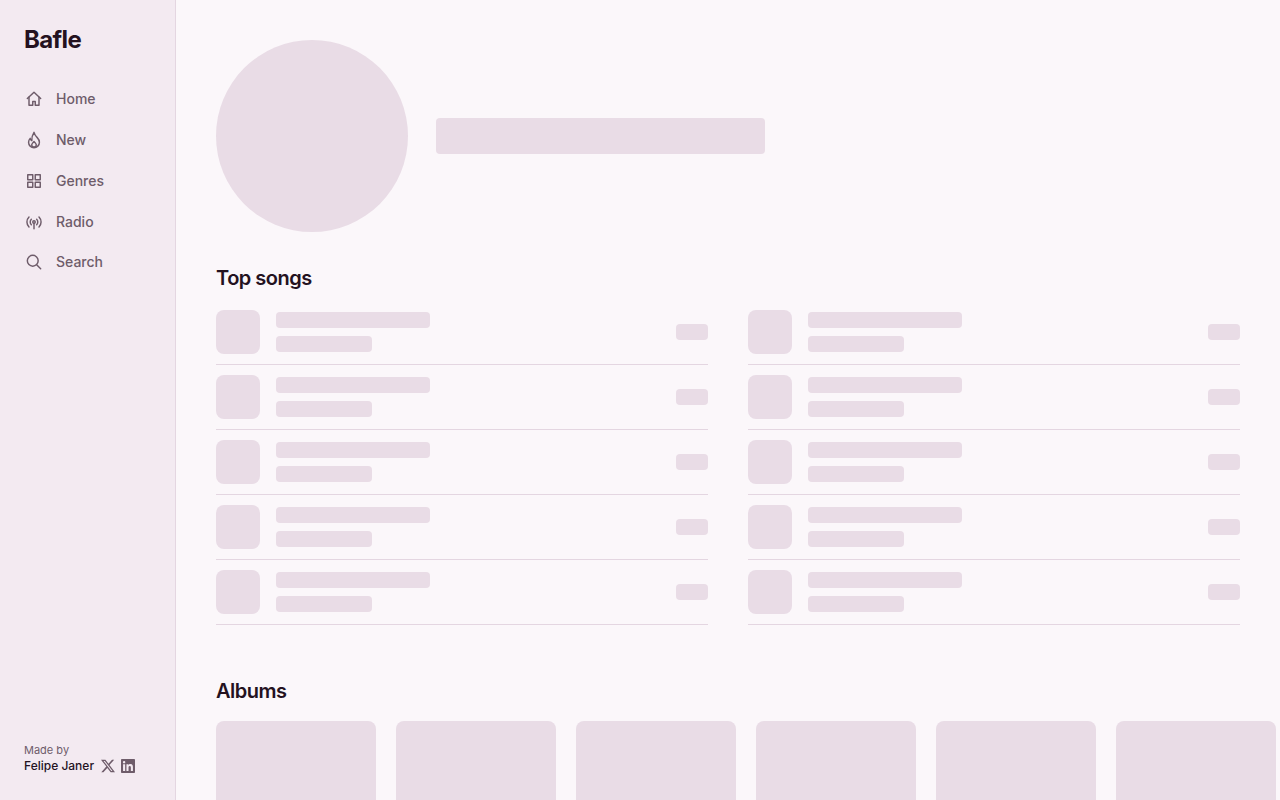 Bafle
Home
New
Genres
Radio
Search
Top songs
Albums
Made by
Felipe Janer